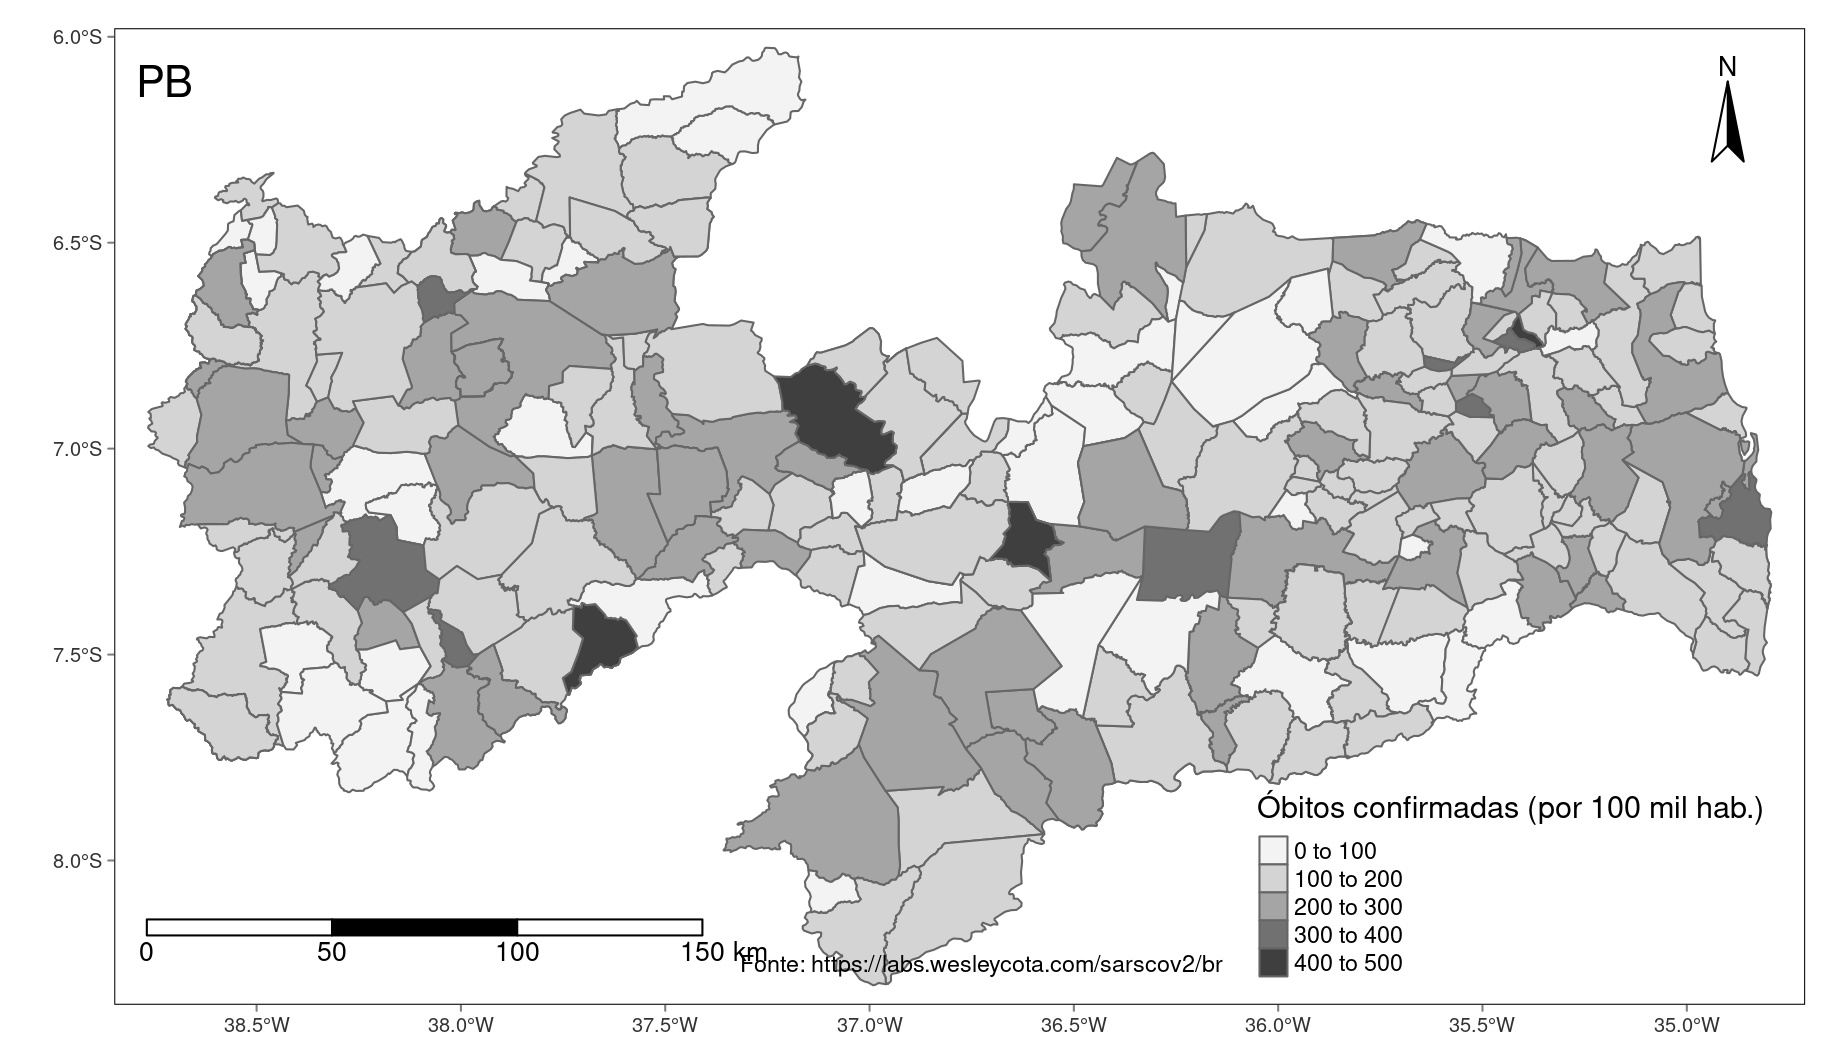 6.0°S
PB
N
6.5°S
7.0°S
7.5°S
8.0°S
Óbitos confirmadas (por 100 mil hab.)
0 to 100
100 to 200
200 to 300
300 to 400
400 to 500
0 50 100 150 km
Fonte: https://labs.wesleycota.com/sarscov2/br
38.5°W 38.0°W 37.5°W 37.0°W 36.5°W 36.0°W 35.5°W 35.0°W